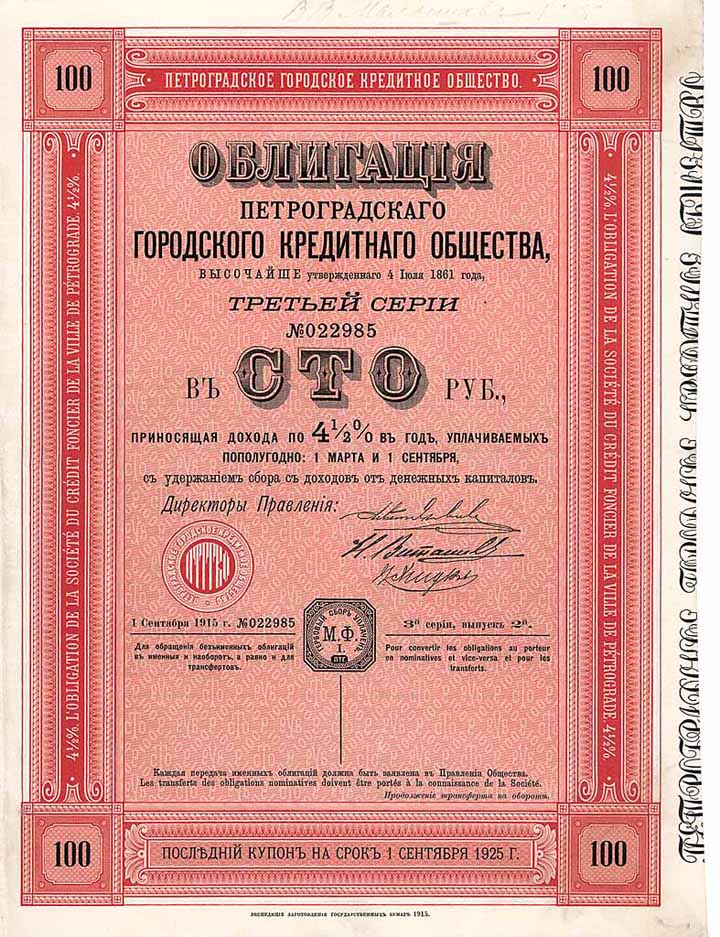 100
ПЕТРОГРАДСКОЕ ГОРОДСКОЕ КРЕДИТНОЕ ОБЩЕСТВО.
100
4½%. L'OBLIGATION DE LA SOCIÉTÉ DU CRÉDIT FONCIER DE LA VILLE DE PÉTROGRADE. 4½%.
ОБЛИГАЦІЯ
ПЕТРОГРАДСКАГО
ГОРОДСКОГО КРЕДИТНАГО ОБЩЕСТВА,
ВЫСОЧАЙШЕ утвержденнаго 4 Іюля 1861 года,
ТРЕТЬЕЙ СЕРІИ
№022985
ВЪ СТО РУБ.,
ПРИНОСЯЩАЯ ДОХОДА ПО 4½% ВЪ ГОДЪ, УПЛАЧИВАЕМЫХЪ
ПОПОЛУГОДНО: 1 МАРТА И 1 СЕНТЯБРЯ,
съ удержаніемъ сбора съ доходовъ отъ денежныхъ капиталовъ.
Директоры Правленія:
1 Сентября 1915 г. №022985
ГЕРБОВЫЙ СБОРЪ УПЛАЧЕНЪ
М.Ф.
I.
ПТГ
3я серія, выпускъ 2й.
Для обращенія безыменныхъ облигацій
въ именныя и наоборотъ, а равно и для
трансфертовъ.
Pour convertir les obligations au porteur
en nominatives et vice-versa et pour les
transferts.
Каждая передача именныхъ облигацій должна быть заявлена въ Правленіи Общества.
Les transferts des obligations nominatives doivent être portés à la connaissance de la Société.
Продолженіе трансферта на оборотѣ.
4½%. L'OBLIGATION DE LA SOCIÉTÉ DU CRÉDIT FONCIER DE LA VILLE DE PÉTROGRADE. 4½%.
100
ПОСЛѢДНІЙ КУПОНЪ НА СРОКЪ 1 СЕНТЯБРЯ 1925 Г.
100
ЭКСПЕДИЦІЯ ЗАГОТОВЛЕНІЯ ГОСУДАРСТВЕННЫХЪ БУМАГЪ 1915.